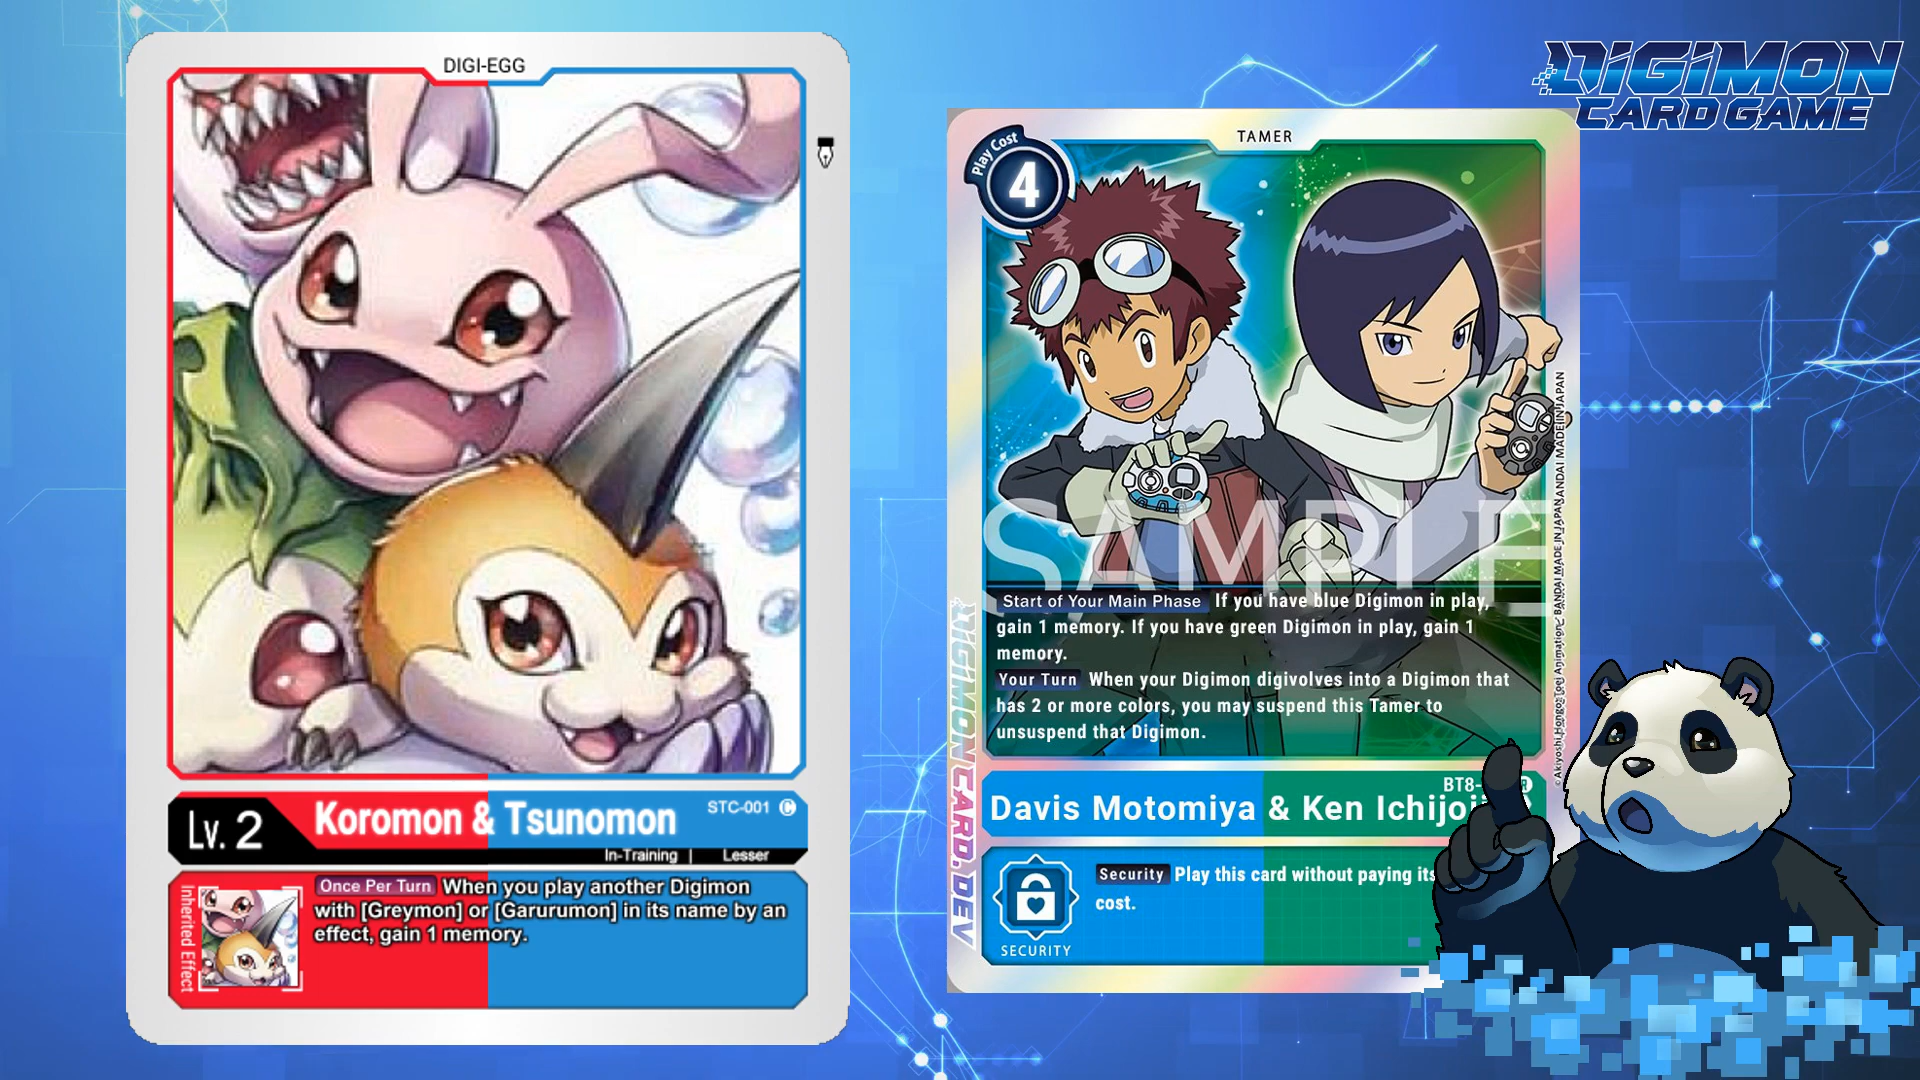 DIGI-EGG
Lv. 2
Koromon & Tsunomon
STC-001 C
In-Training | Lesser
Inherited Effect
Once Per Turn When you play another Digimon
with [Greymon] or [Garurumon] in its name by an
effect, gain 1 memory.
DIGIMON
CARD GAME
TAMER
Play Cost
4
SAMPLE
Start of Your Main Phase If you have blue Digimon in play,
gain 1 memory. If you have green Digimon in play, gain 1
memory.
Your Turn When your Digimon digivolves into a Digimon that
has 2 or more colors, you may suspend this Tamer to
unsuspend that Digimon.
BT8-
Davis Motomiya & Ken
Security Play this card without paying its
cost.
SECURITY
DIGIMONCARD.DEV
BANDAI MADE IN JAPAN